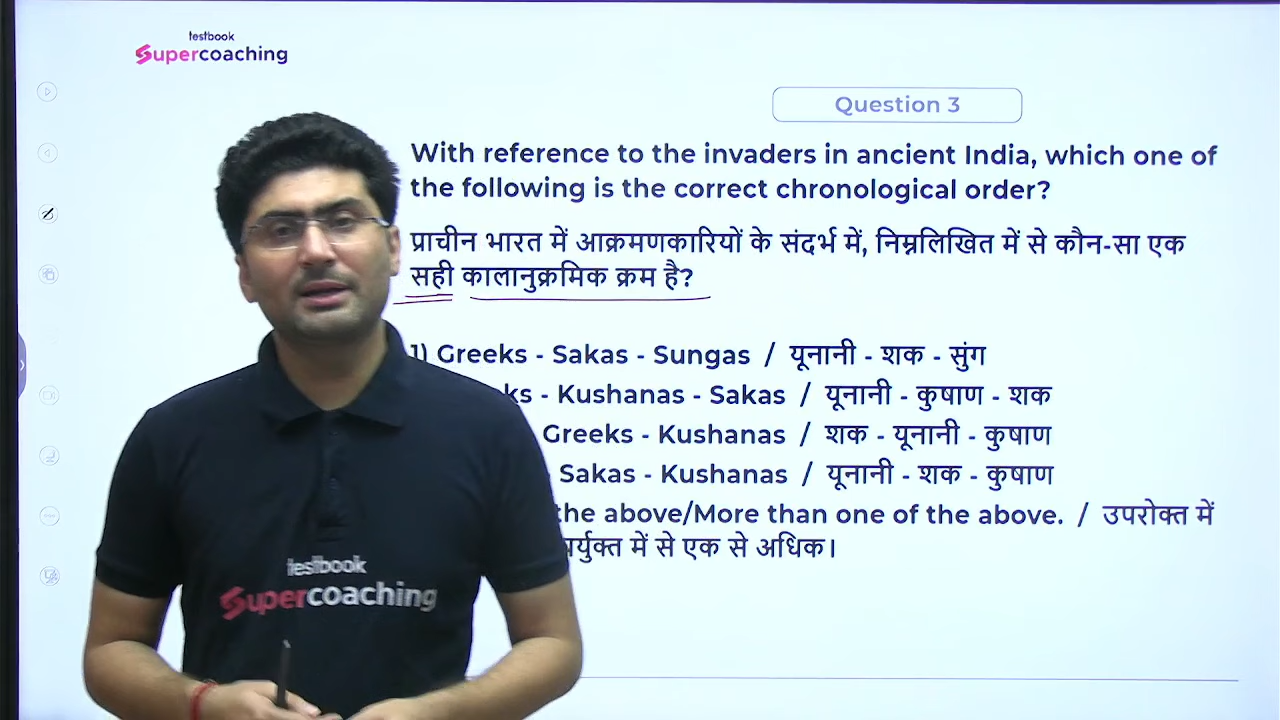 testbook
Supercoaching
Question 3
With reference to the invaders in ancient India, which one of
the following is the correct chronological order?
प्राचीन भारत में आक्रमणकारियों के संदर्भ में, निम्नलिखित में से कौन-सा एक
सही कालानुक्रमिक क्रम है?
1) Greeks - Sakas - Sungas / यूनानी - शक - सुंग
- Kushanas - Sakas / यूनानी - कुषाण - शक
Greeks - Kushanas / शक - यूनानी - कुषाण
Sakas - Kushanas / यूनानी - शक - कुषाण
the above/More than one of the above. / उपरोक्त में
में से एक से अधिक।
testbook
Supercoaching